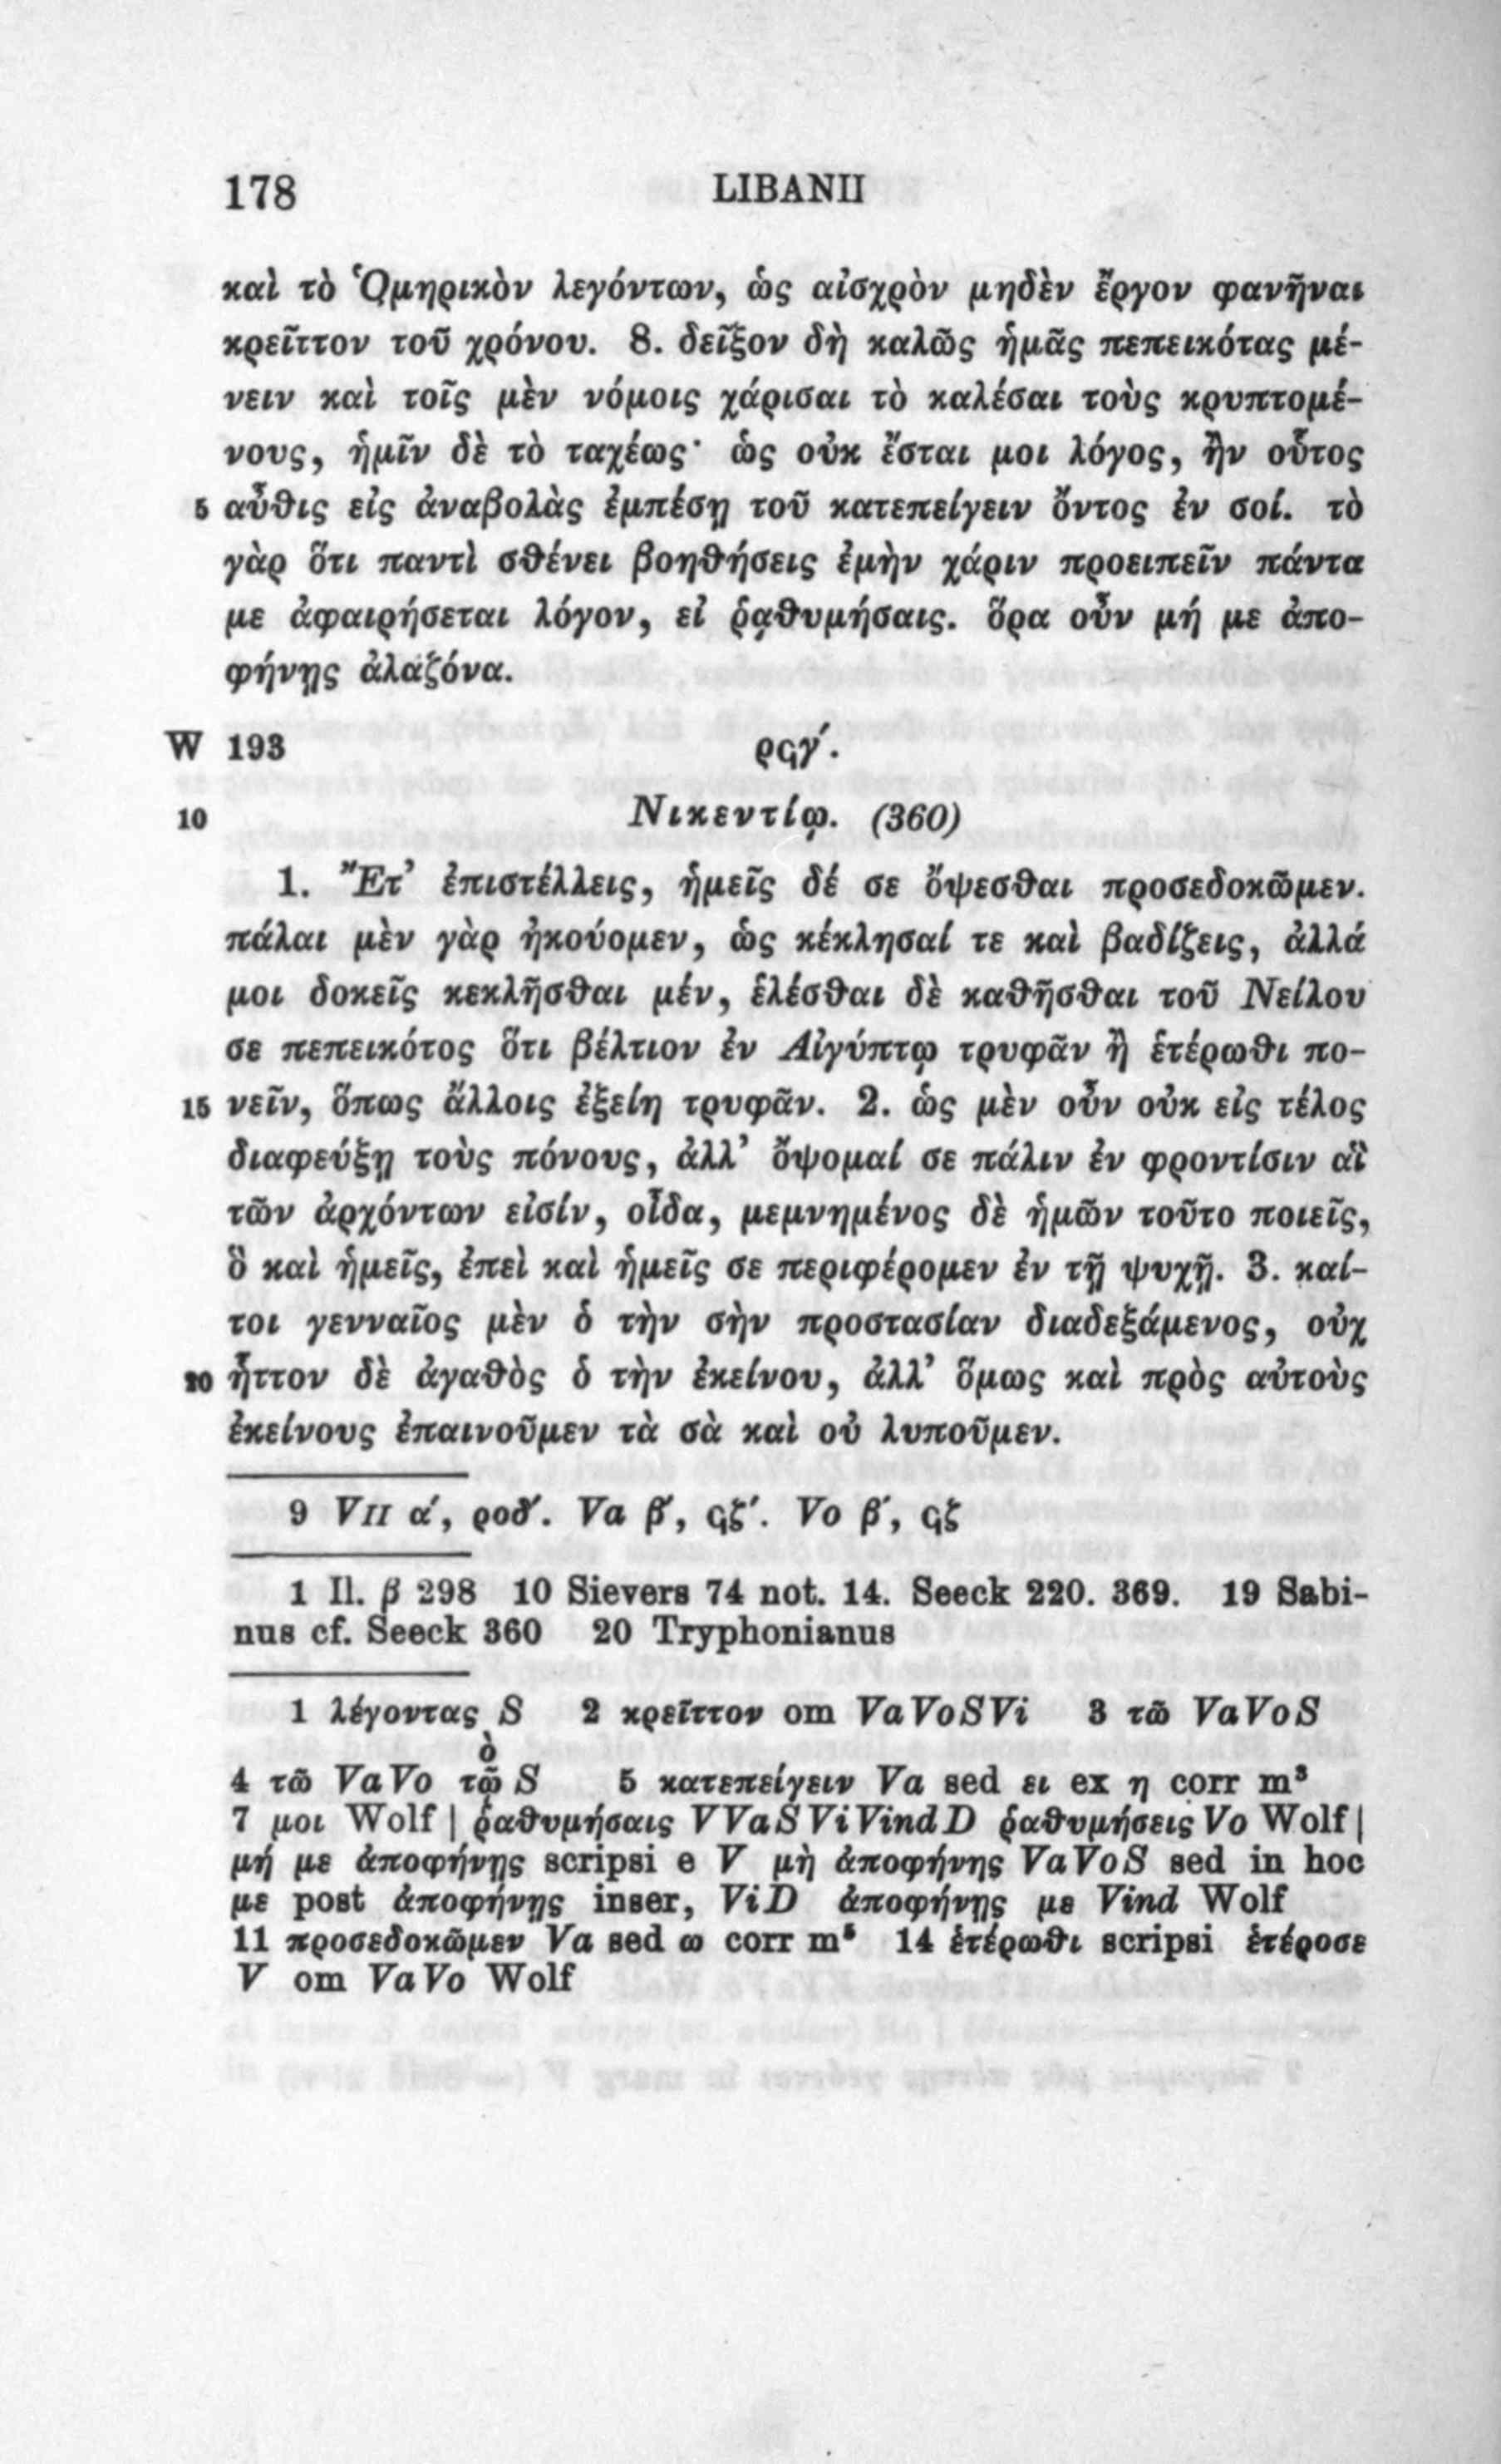 178 LIBANII
καὶ τὸ Ὁμηρικὸν λεγόντων, ὡς αἰσχρὸν μηδὲν ἔργον φανῆναι
κρεῖττον τοῦ χρόνου. 8. δεῖξον δὴ καλῶς ἡμᾶς πεπεικότας μέ-
νειν καὶ τοῖς μὲν νόμοις χάρισαι τὸ καλέσαι τοὺς κρυπτομέ-
νους, ἡμῖν δὲ τὸ ταχέως· ὡς οὐκ ἔσται μοι λόγος, ἢν οὗτος
5 αὖθις εἰς ἀναβολὰς ἐμπέσῃ τοῦ κατεπείγειν ὄντος ἐν σοί. τὸ
γὰρ ὅτι παντὶ σθένει βοηθήσεις ἐμὴν χάριν προειπεῖν πάντα
με ἀφαιρήσεται λόγον, εἰ ῥᾳθυμήσαις. ὅρα οὖν μή με ἀπο-
φήνῃς ἀλαζόνα.
W 193 ρϟγ´.
10 Νικεντίῳ. (360)
1. Ἔτ’ ἐπιστέλλεις, ἡμεῖς δέ σε ὄψεσθαι προσεδοκῶμεν.
πάλαι μὲν γὰρ ἠκούομεν, ὡς κέκλησαί τε καὶ βαδίζεις, ἀλλά
μοι δοκεῖς κεκλῆσθαι μέν, ἑλέσθαι δὲ καθῆσθαι τοῦ Νείλου
σε πεπεικότος ὅτι βέλτιον ἐν Αἰγύπτῳ τρυφᾶν ἢ ἑτέρωθι πο-
15 νεῖν, ὅπως ἄλλοις ἐξείη τρυφᾶν. 2. ὡς μὲν οὖν οὐκ εἰς τέλος
διαφεύξῃ τοὺς πόνους, ἀλλ’ ὄψομαί σε πάλιν ἐν φροντίσιν αἳ
τῶν ἀρχόντων εἰσίν, οἶδα, μεμνημένος δὲ ἡμῶν τοῦτο ποιεῖς,
ὃ καὶ ἡμεῖς, ἐπεὶ καὶ ἡμεῖς σε περιφέρομεν ἐν τῇ ψυχῇ. 3. καί-
τοι γενναῖος μὲν ὁ τὴν σὴν προστασίαν διαδεξάμενος, οὐχ
20 ἧττον δὲ ἀγαθὸς ὁ τὴν ἐκείνου, ἀλλ’ ὅμως καὶ πρὸς αὐτοὺς
ἐκείνους ἐπαινοῦμεν τὰ σὰ καὶ οὐ λυποῦμεν.
9 VII α´, ροδ´. Va β´, ϟζ´. Vo β´, ϟζ
1 Il. β 298 10 Sievers 74 not. 14. Seeck 220. 369. 19 Sabi-
nus cf. Seeck 360 20 Tryphonianus
1 λέγοντας S 2 κρεῖττον om VaVoSVi 3 τῶ VaVoS
ὸ
4 τῶ VaVo τῷ S 5 κατεπείγειν Va sed ει ex η corr m³
7 μοι Wolf | ῥαθυμήσαις VVaSViVindD ῥαθυμήσεις Vo Wolf |
μή με ἀποφήνῃς scripsi e V μὴ ἀποφήνης VaVoS sed in hoc
με post ἀποφήνῃς inser, ViD ἀποφήνῃς με Vind Wolf
11 προσεδοκῶμεν Va sed ω corr m⁵ 14 ἑτέρωθι scripsi ἑτέροσε
V om VaVo Wolf